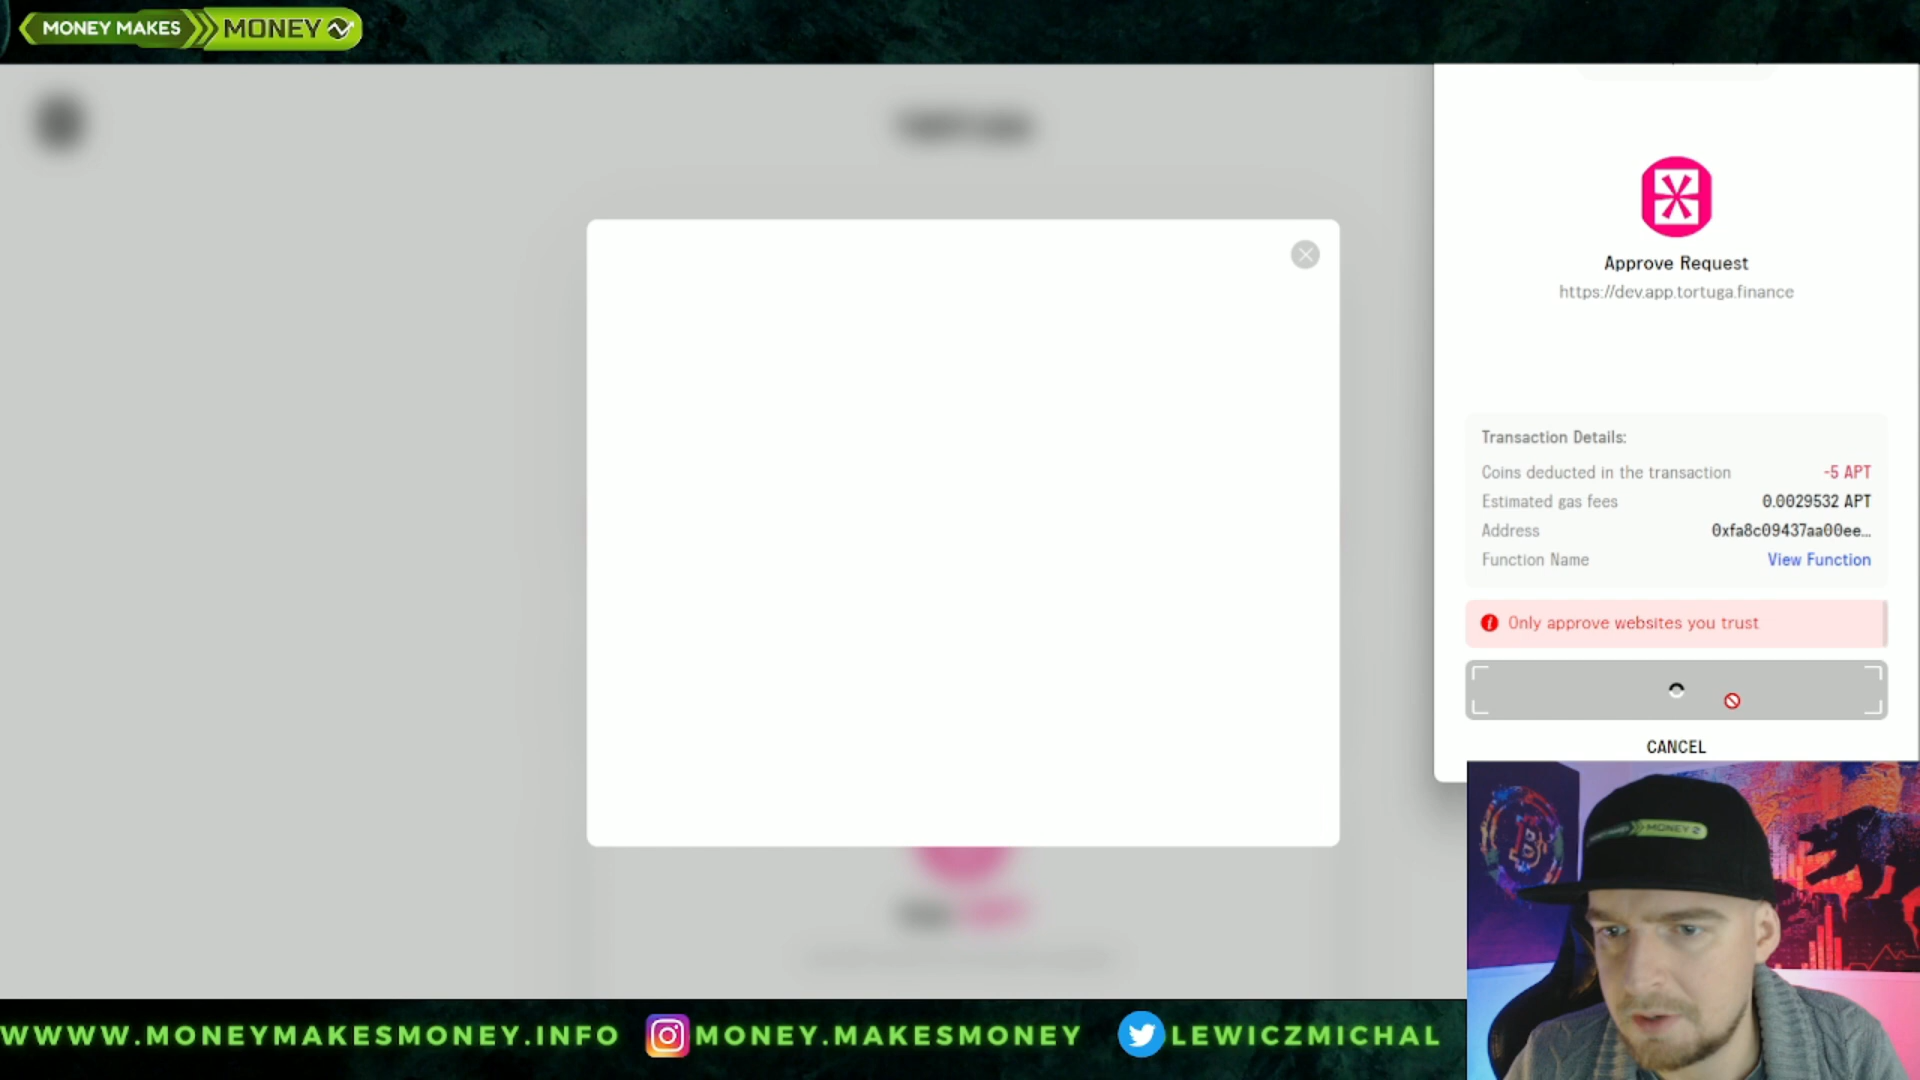 MONEY MAKES MONEY
Approve Request
https://dev.app.tortuga.finance
Transaction Details:
Coins deducted in the transaction -5 APT
Estimated gas fees 0.0029532 APT
Address 0xfa8c09437aa00ee...
Function Name View Function
Only approve websites you trust
CANCEL
MONEY
WWWW.MONEYMAKESMONEY.INFO MONEY.MAKESMONEY LEWICZMICHAL